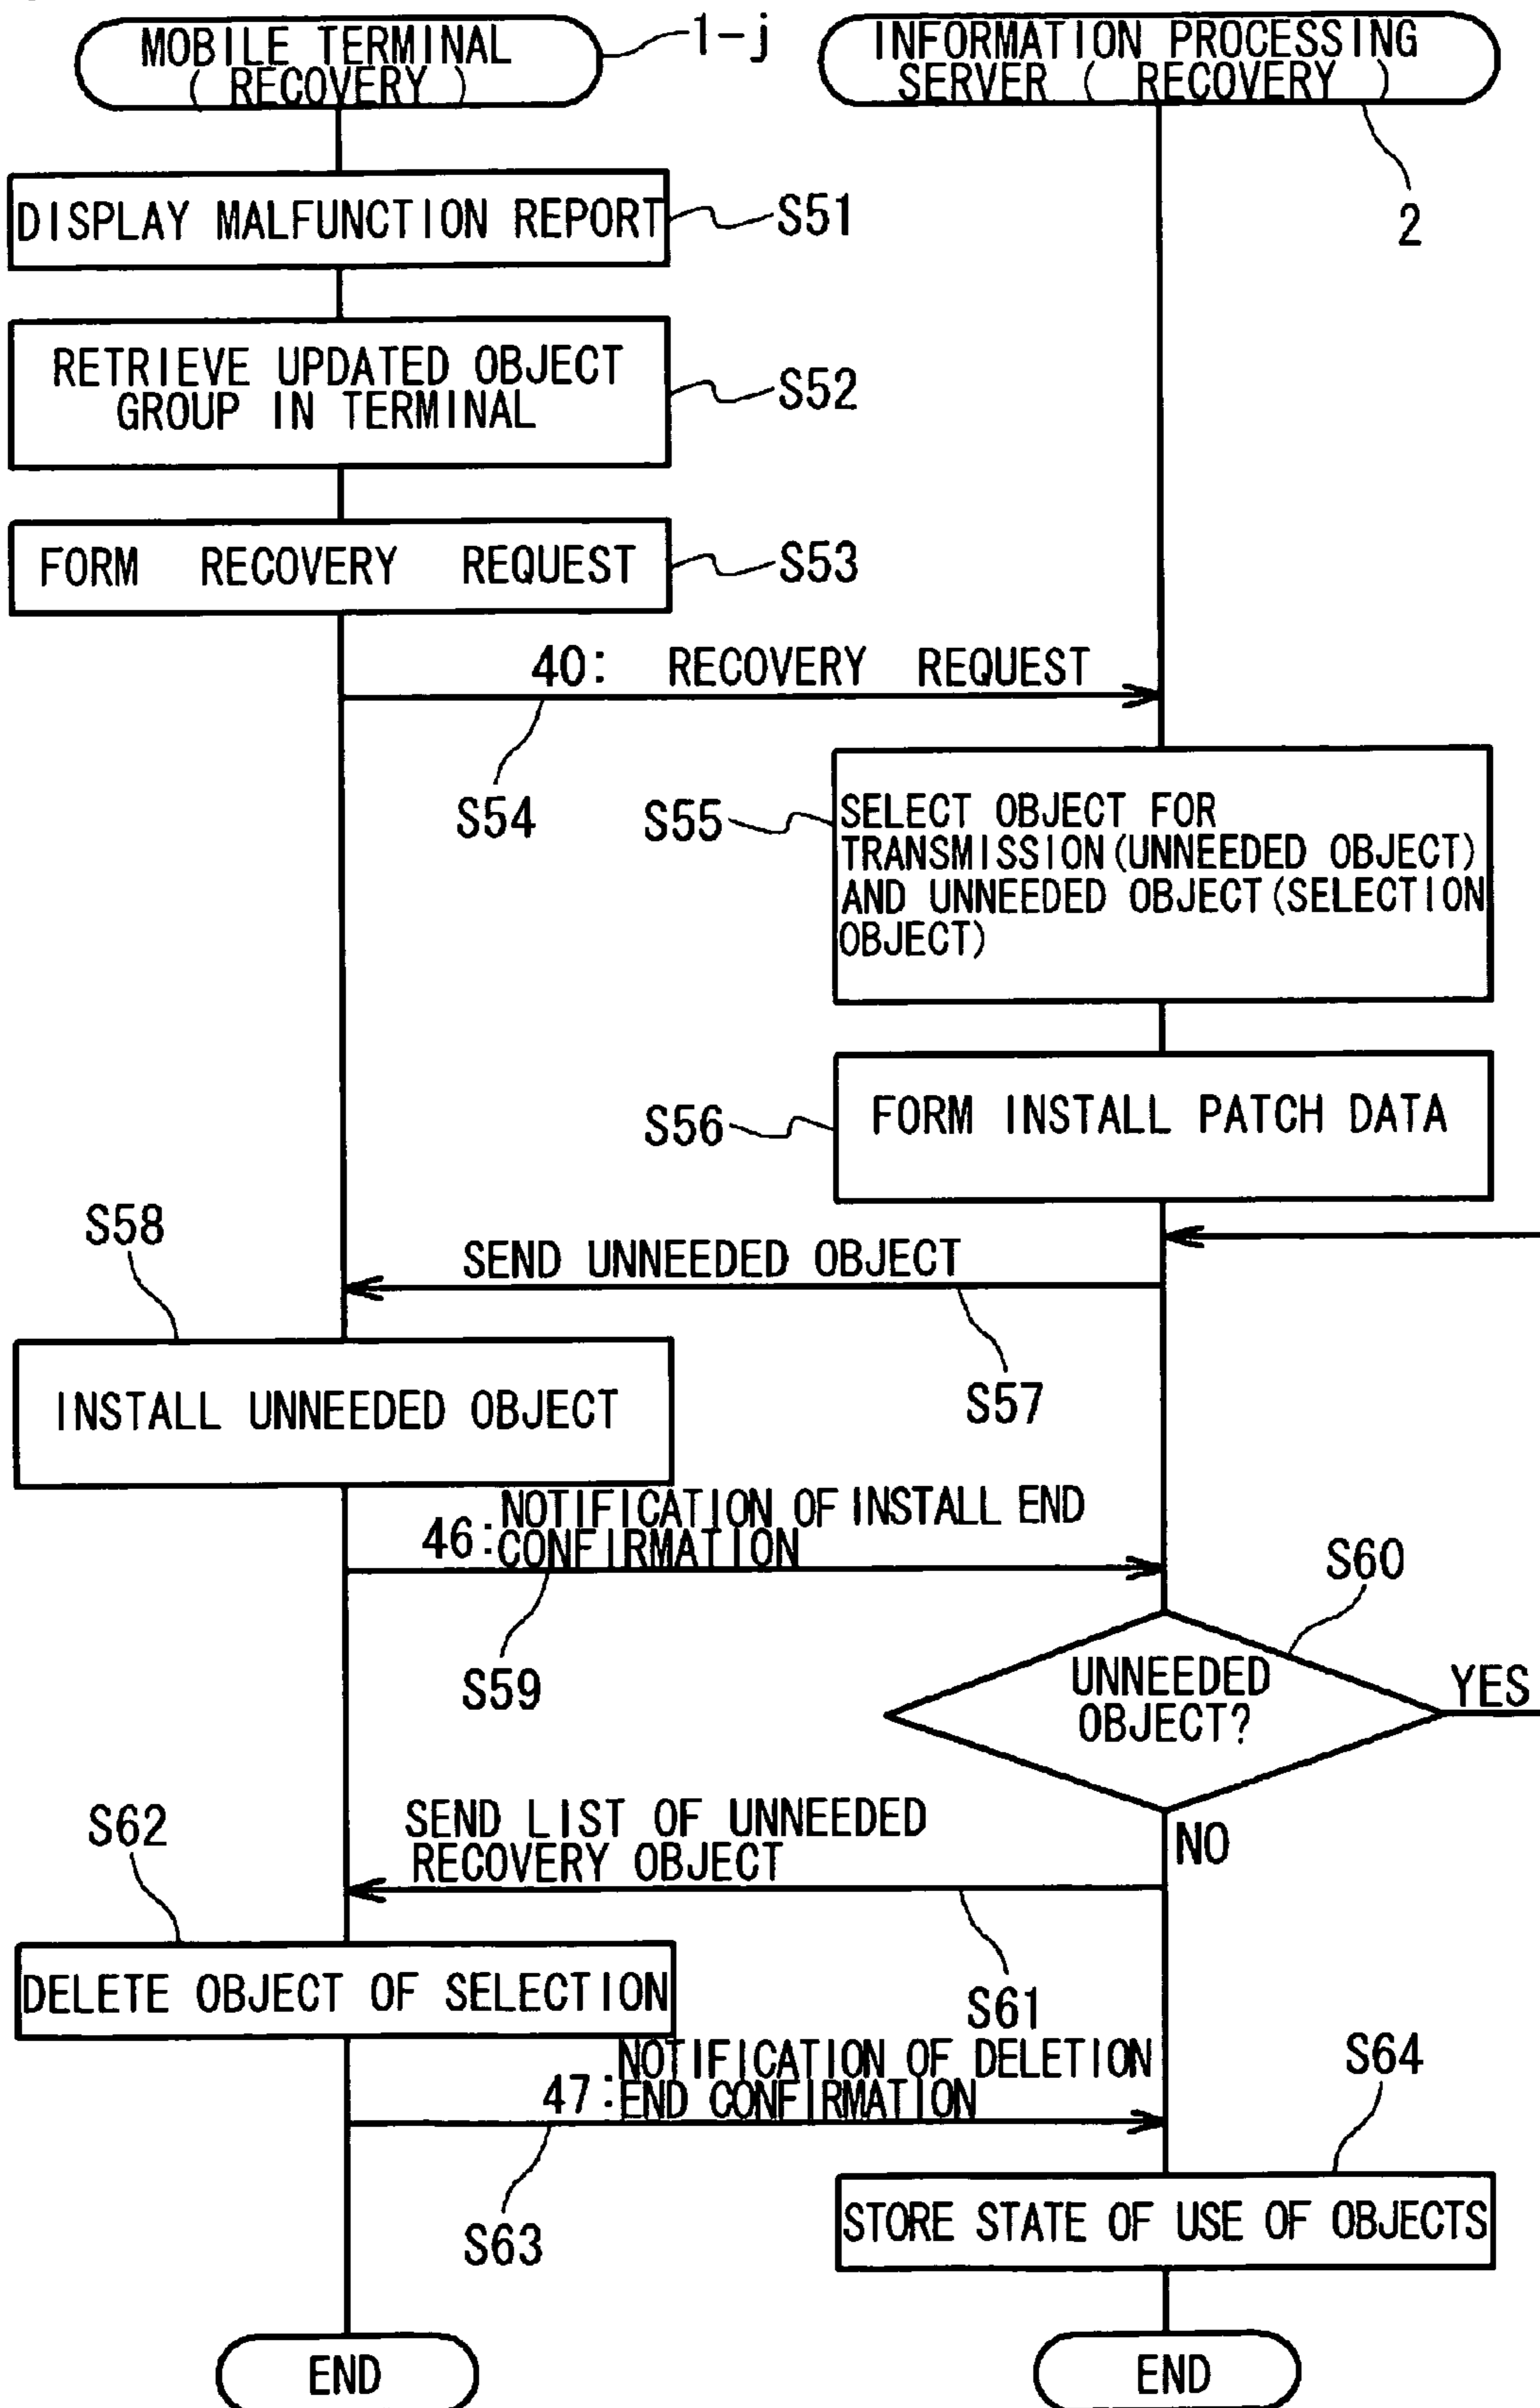 MOBILE TERMINAL
( RECOVERY )
1-j
INFORMATION PROCESSING
SERVER ( RECOVERY )
2
DISPLAY MALFUNCTION REPORT
S51
RETRIEVE UPDATED OBJECT
GROUP IN TERMINAL
S52
FORM RECOVERY REQUEST
S53
40: RECOVERY REQUEST
S54
S55
SELECT OBJECT FOR
TRANSMISSION(UNNEEDED OBJECT)
AND UNNEEDED OBJECT(SELECTION
OBJECT)
S56
FORM INSTALL PATCH DATA
S58
SEND UNNEEDED OBJECT
S57
INSTALL UNNEEDED OBJECT
46:NOTIFICATION OF INSTALL END
CONFIRMATION
S59
S60
UNNEEDED
OBJECT?
YES
NO
S62
SEND LIST OF UNNEEDED
RECOVERY OBJECT
S61
DELETE OBJECT OF SELECTION
47:NOTIFICATION OF DELETION
END CONFIRMATION
S63
S64
STORE STATE OF USE OF OBJECTS
END
END